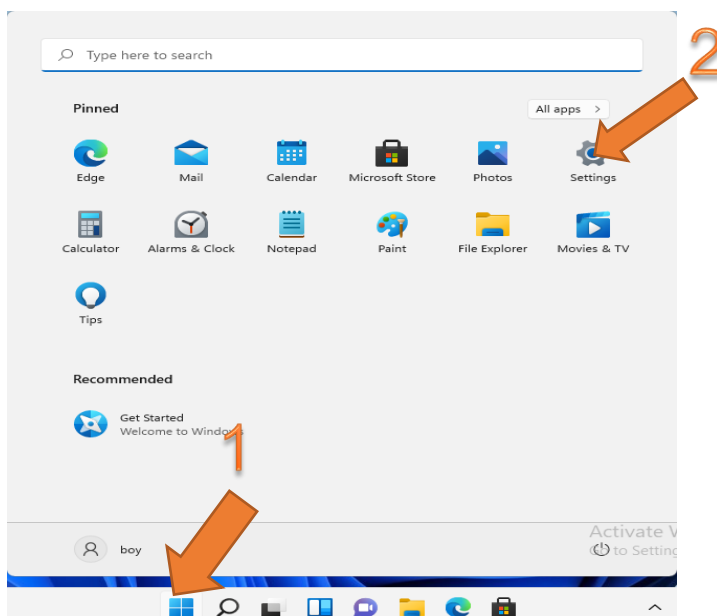 2
Type here to search
Pinned
All apps >
Edge
Mail
Calendar
Microsoft Store
Photos
Settings
Calculator
Alarms & Clock
Notepad
Paint
File Explorer
Movies & TV
Tips
Recommended
Get Started
Welcome to Windows
1
boy
Activate
to Setting